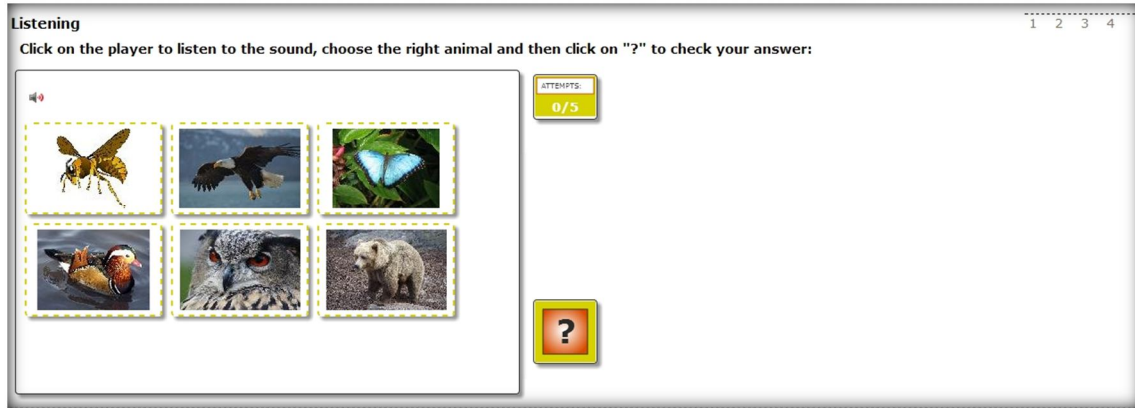 Listening
1 2 3 4
Click on the player to listen to the sound, choose the right animal and then click on "?" to check your answer:
ATTEMPTS:
0/5
?